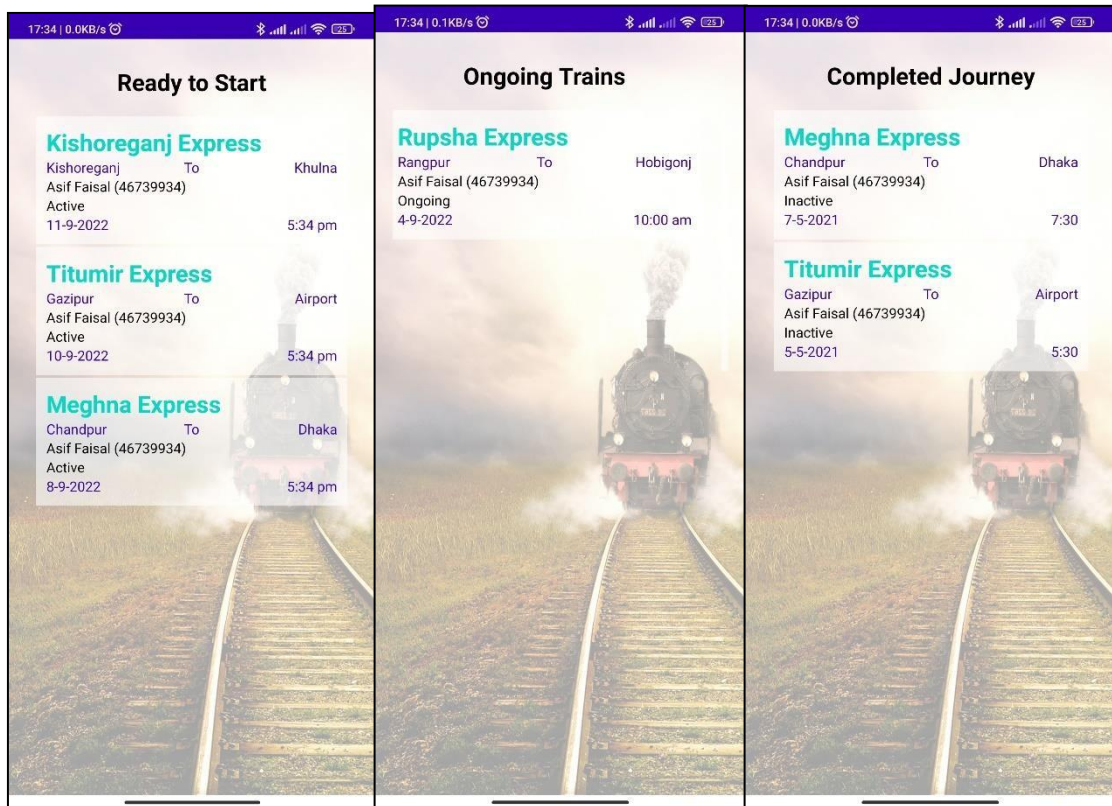 17:34 | 0.0KB/s 25
Ready to Start
Kishoreganj Express
Kishoreganj To Khulna
Asif Faisal (46739934)
Active
11-9-2022 5:34 pm
Titumir Express
Gazipur To Airport
Asif Faisal (46739934)
Active
10-9-2022 5:34 pm
Meghna Express
Chandpur To Dhaka
Asif Faisal (46739934)
Active
8-9-2022 5:34 pm
17:34 | 0.1KB/s 25
Ongoing Trains
Rupsha Express
Rangpur To Hobigonj
Asif Faisal (46739934)
Ongoing
4-9-2022 10:00 am
17:34 | 0.0KB/s 25
Completed Journey
Meghna Express
Chandpur To Dhaka
Asif Faisal (46739934)
Inactive
7-5-2021 7:30
Titumir Express
Gazipur To Airport
Asif Faisal (46739934)
Inactive
5-5-2021 5:30